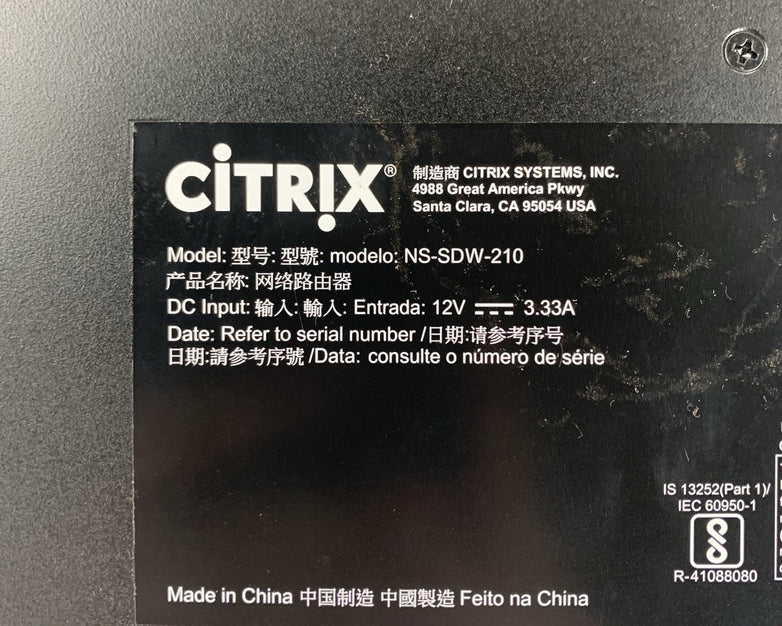 CiTRIX® 制造商 CITRIX SYSTEMS, INC.
4988 Great America Pkwy
Santa Clara, CA 95054 USA
Model: 型号: 型號: modelo: NS-SDW-210
产品名称: 网络路由器
DC Input: 输入: 輸入: Entrada: 12V 3.33A
Date: Refer to serial number /日期:请参考序号
日期:請參考序號 /Data: consulte o número de série
IS 13252(Part 1)/
IEC 60950-1
R-41088080
Made in China 中国制造 中國製造 Feito na China